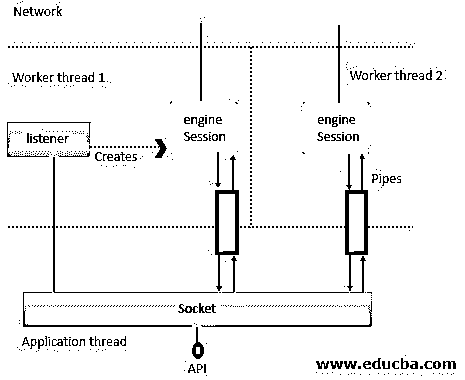 Network
Worker thread 1
Worker thread 2
engine
Session
engine
Session
listener
Creates
Pipes
Socket
Application thread
API
www.educba.com